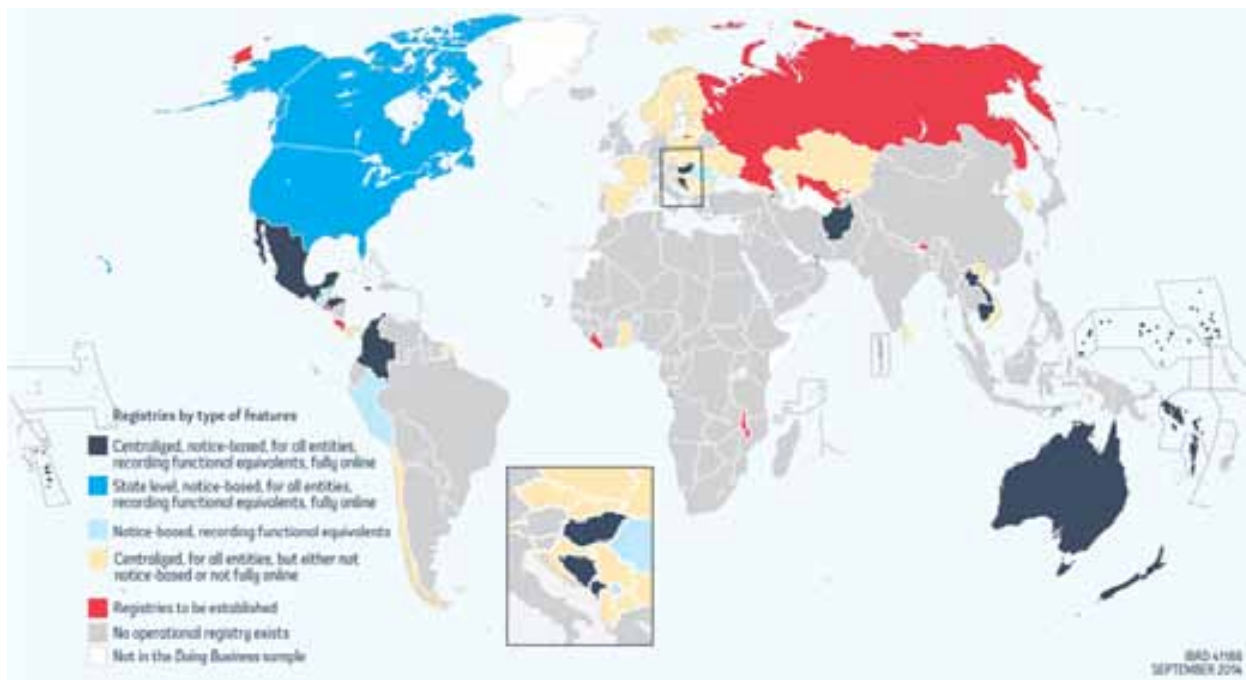 Registries by type of features
Centralized, notice-based, for all entities,
recording functional equivalents, fully online
State level, notice-based, for all entities,
recording functional equivalents, fully online
Notice-based, recording functional equivalents
Centralized, for all entities, but either not
notice-based or not fully online
Registries to be established
No operational registry exists
Not in the Doing Business sample
IBRD 41166
SEPTEMBER 2014